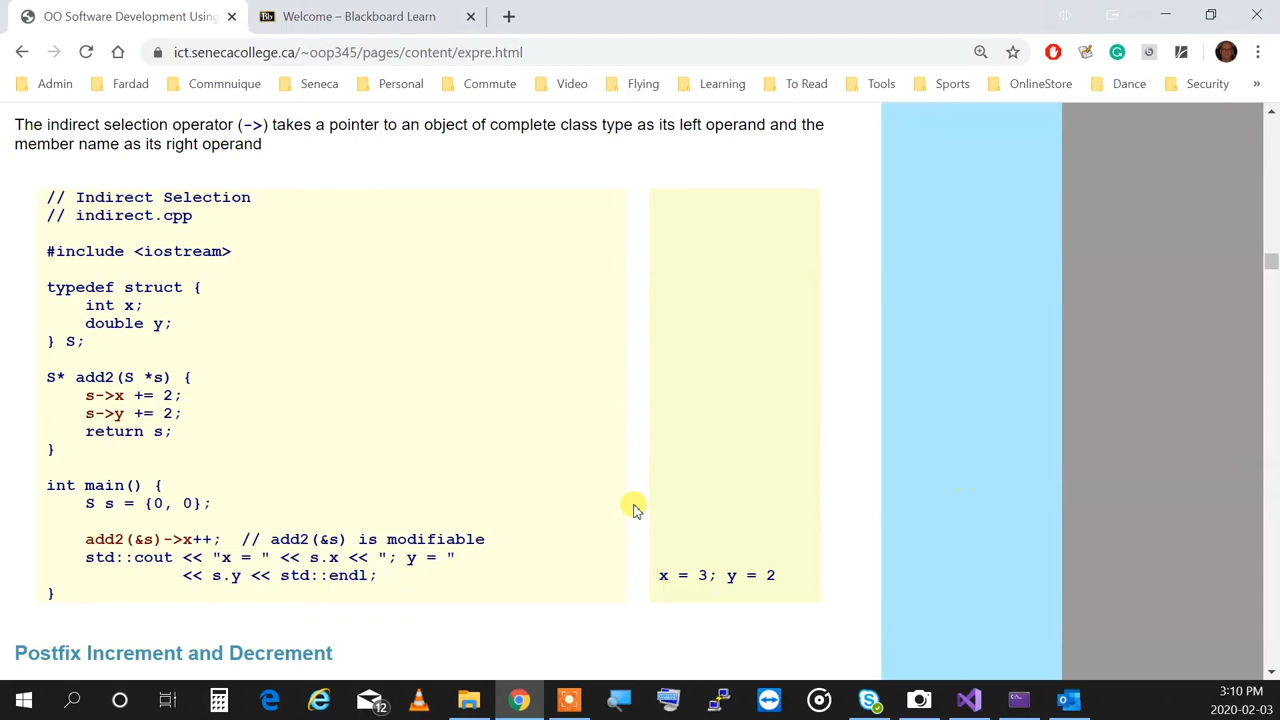 OO Software Development Using
Welcome – Blackboard Learn
ict.senecacollege.ca/~oop345/pages/content/expre.html
Admin Fardad Commnuique Seneca Personal Commute Video Flying Learning To Read Tools Sports OnlineStore Dance Security »
The indirect selection operator (->) takes a pointer to an object of complete class type as its left operand and the
member name as its right operand
// Indirect Selection
// indirect.cpp
#include <iostream>
typedef struct {
int x;
double y;
} S;
S* add2(S *s) {
s->x += 2;
s->y += 2;
return s;
}
int main() {
S s = {0, 0};
add2(&s)->x++; // add2(&s) is modifiable
std::cout << "x = " << s.x << "; y = "
<< s.y << std::endl;
x = 3; y = 2
}
Postfix Increment and Decrement
12
3:10 PM
2020-02-03